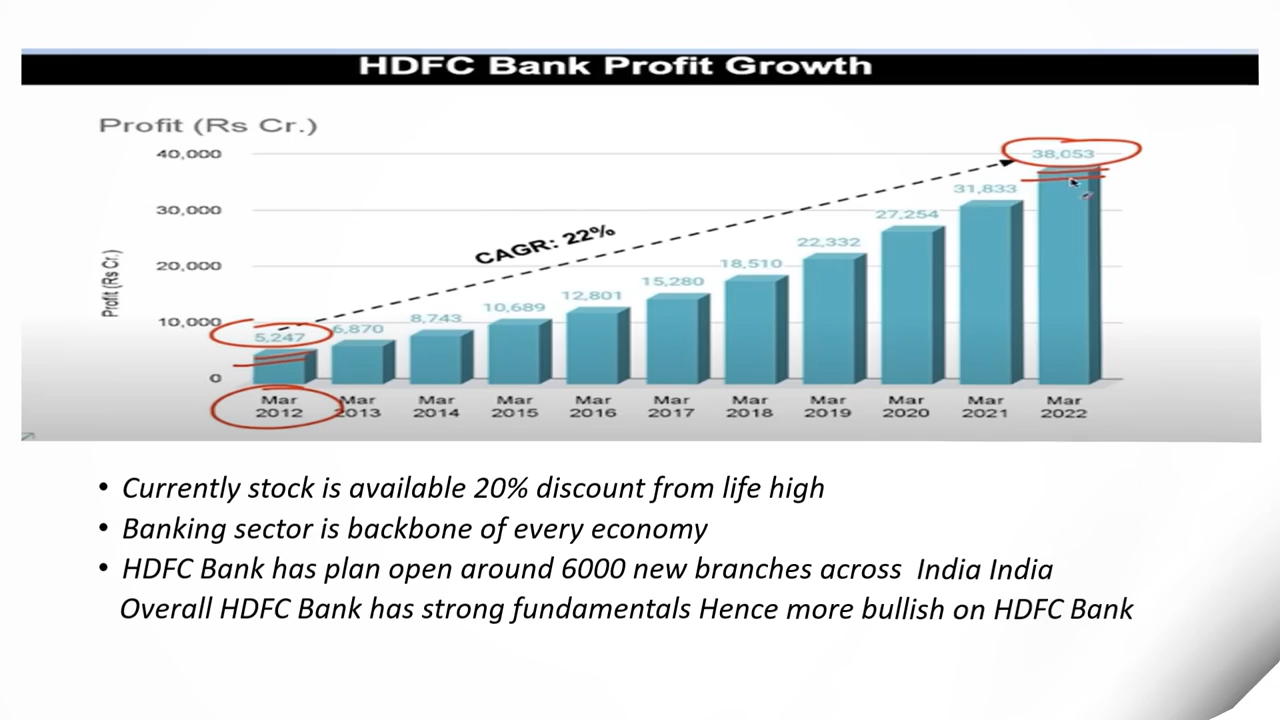 HDFC Bank Profit Growth
Profit (Rs Cr.)
Profit (Rs Cr.)
40,000
30,000
20,000
10,000
0
CAGR: 22%
5,247
6,870
8,743
10,689
12,801
15,280
18,510
22,332
27,254
31,833
38,053
Mar 2012
Mar 2013
Mar 2014
Mar 2015
Mar 2016
Mar 2017
Mar 2018
Mar 2019
Mar 2020
Mar 2021
Mar 2022
• Currently stock is available 20% discount from life high
• Banking sector is backbone of every economy
• HDFC Bank has plan open around 6000 new branches across India India
Overall HDFC Bank has strong fundamentals Hence more bullish on HDFC Bank